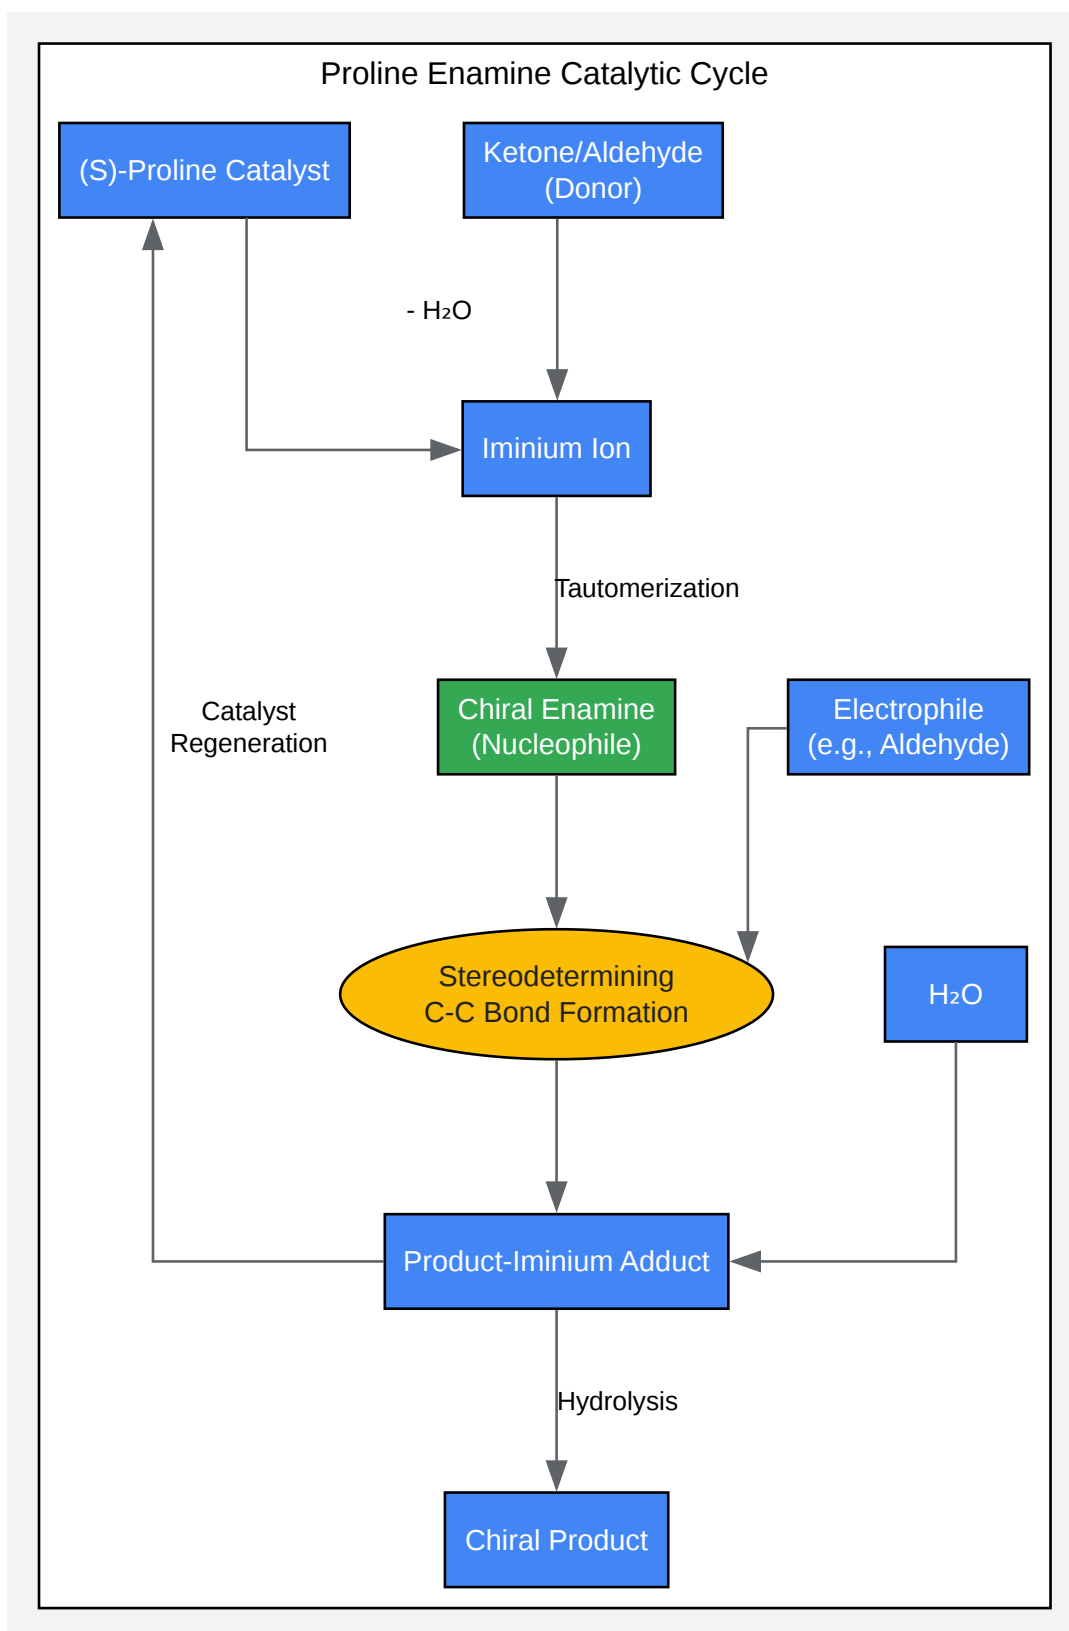 Proline Enamine Catalytic Cycle
(S)-Proline Catalyst
Ketone/Aldehyde
(Donor)
- H₂O
Iminium Ion
Tautomerization
Catalyst
Regeneration
Chiral Enamine
(Nucleophile)
Electrophile
(e.g., Aldehyde)
Stereodetermining
C-C Bond Formation
H₂O
Product-Iminium Adduct
Hydrolysis
Chiral Product